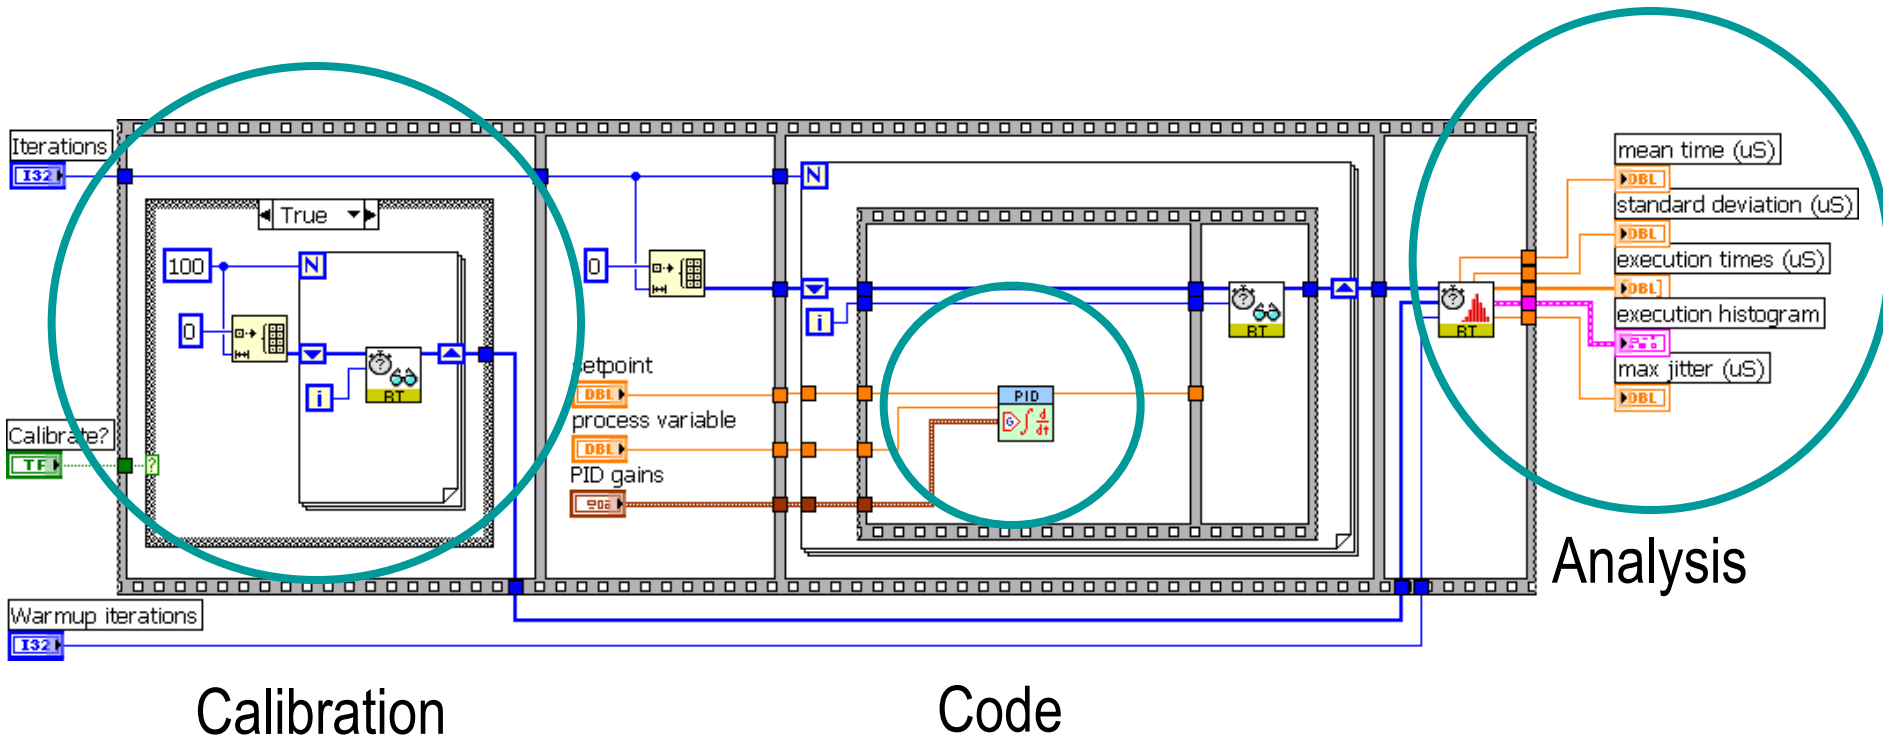 Iterations
I32
True
100
N
0
i
RT
Calibrate?
TF
?
Warmup iterations
I32
0
setpoint
DBL
process variable
DBL
PID gains
N
i
PID
G
d
dt
?
RT
?
RT
mean time (uS)
DBL
standard deviation (uS)
DBL
execution times (uS)
DBL
execution histogram
max jitter (uS)
DBL
Calibration
Code
Analysis